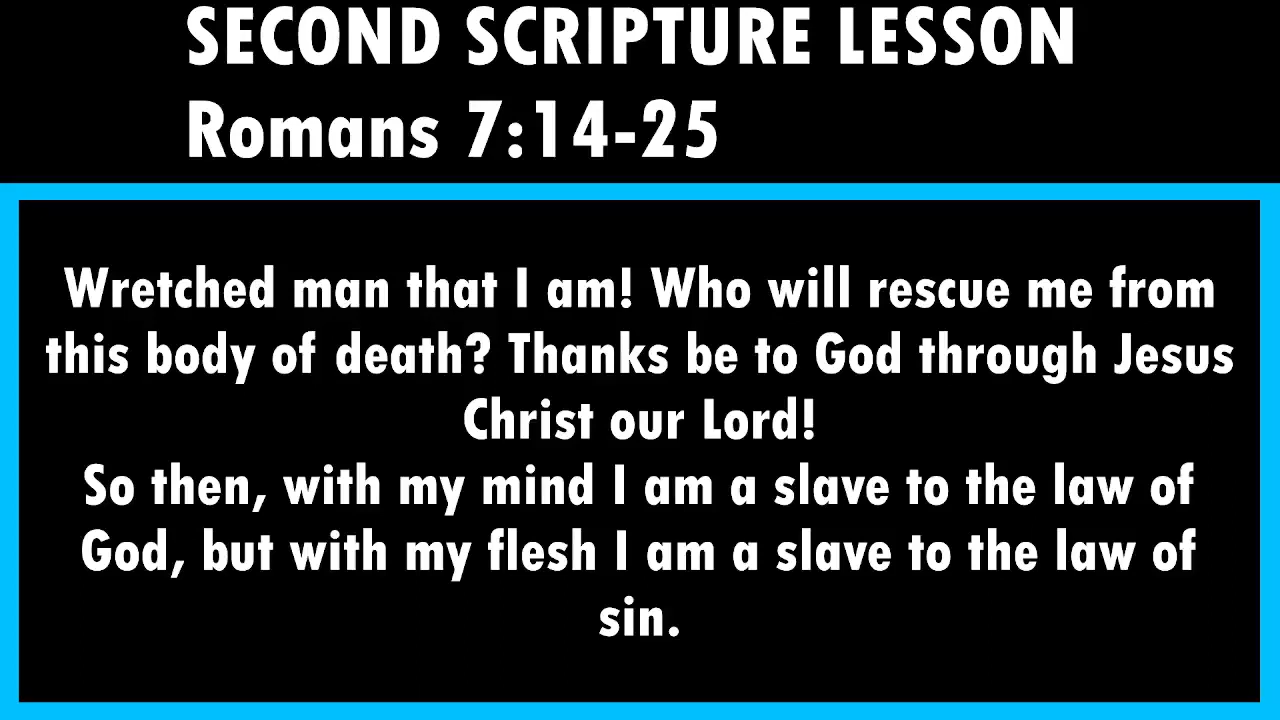 SECOND SCRIPTURE LESSON
Romans 7:14-25
Wretched man that I am! Who will rescue me from
this body of death? Thanks be to God through Jesus
Christ our Lord!
So then, with my mind I am a slave to the law of
God, but with my flesh I am a slave to the law of
sin.